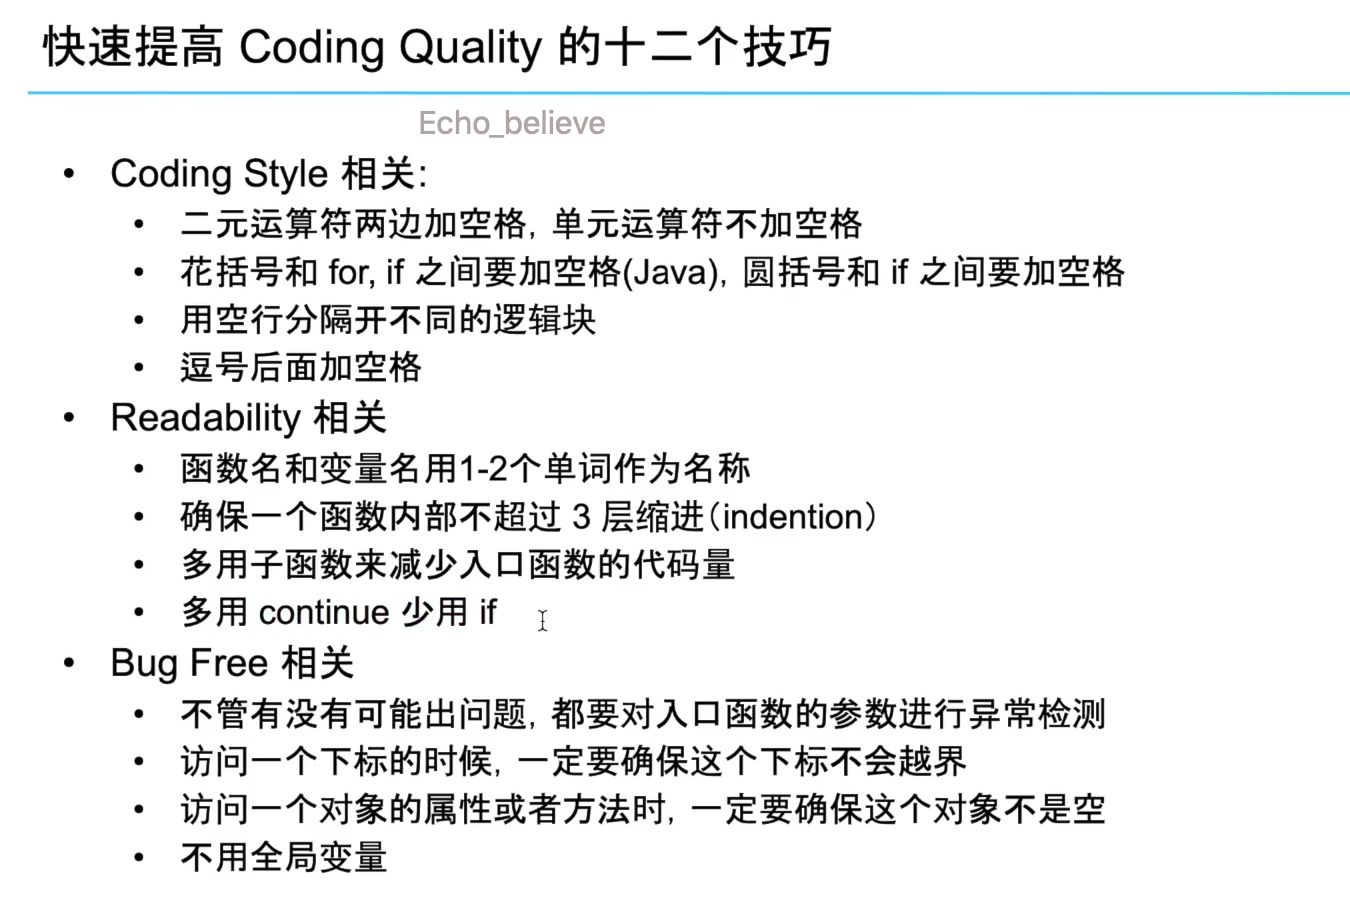 快速提高 Coding Quality 的十二个技巧
Echo_believe
• Coding Style 相关:
• 二元运算符两边加空格, 单元运算符不加空格
• 花括号和 for, if 之间要加空格(Java), 圆括号和 if 之间要加空格
• 用空行分隔开不同的逻辑块
• 逗号后面加空格
• Readability 相关
• 函数名和变量名用1-2个单词作为名称
• 确保一个函数内部不超过 3 层缩进（indention）
• 多用子函数来减少入口函数的代码量
• 多用 continue 少用 if
• Bug Free 相关
• 不管有没有可能出问题, 都要对入口函数的参数进行异常检测
• 访问一个下标的时候, 一定要确保这个下标不会越界
• 访问一个对象的属性或者方法时, 一定要确保这个对象不是空
• 不用全局变量